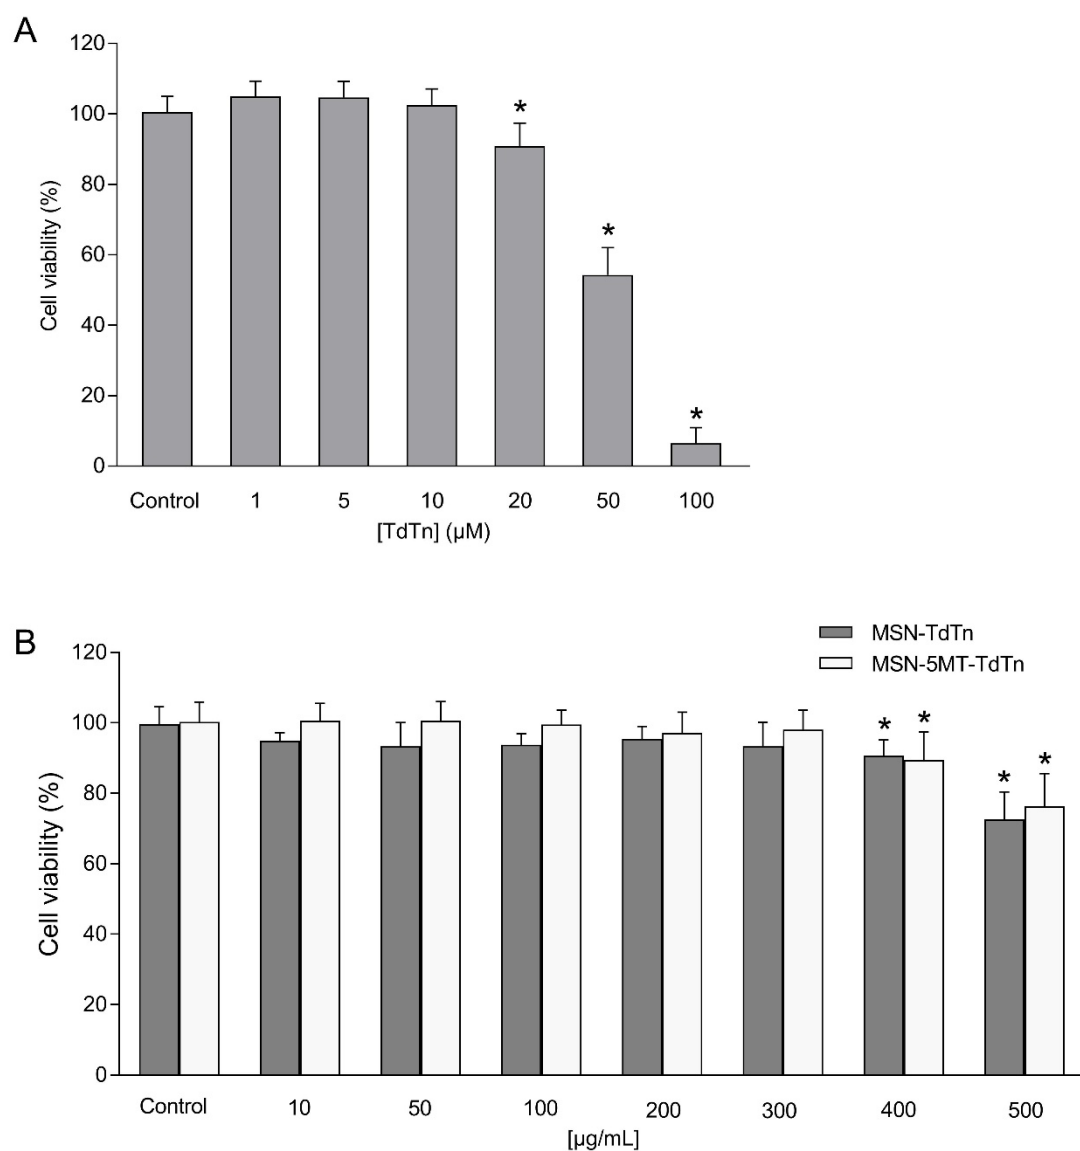 A
120
100
80
60
40
20
0
Cell viability (%)
* * *
Control 1 5 10 20 50 100
[TdTn] (µM)
B
MSN-TdTn
MSN-5MT-TdTn
120
100
80
60
40
20
0
Cell viability (%)
* * * *
Control 10 50 100 200 300 400 500
[µg/mL]